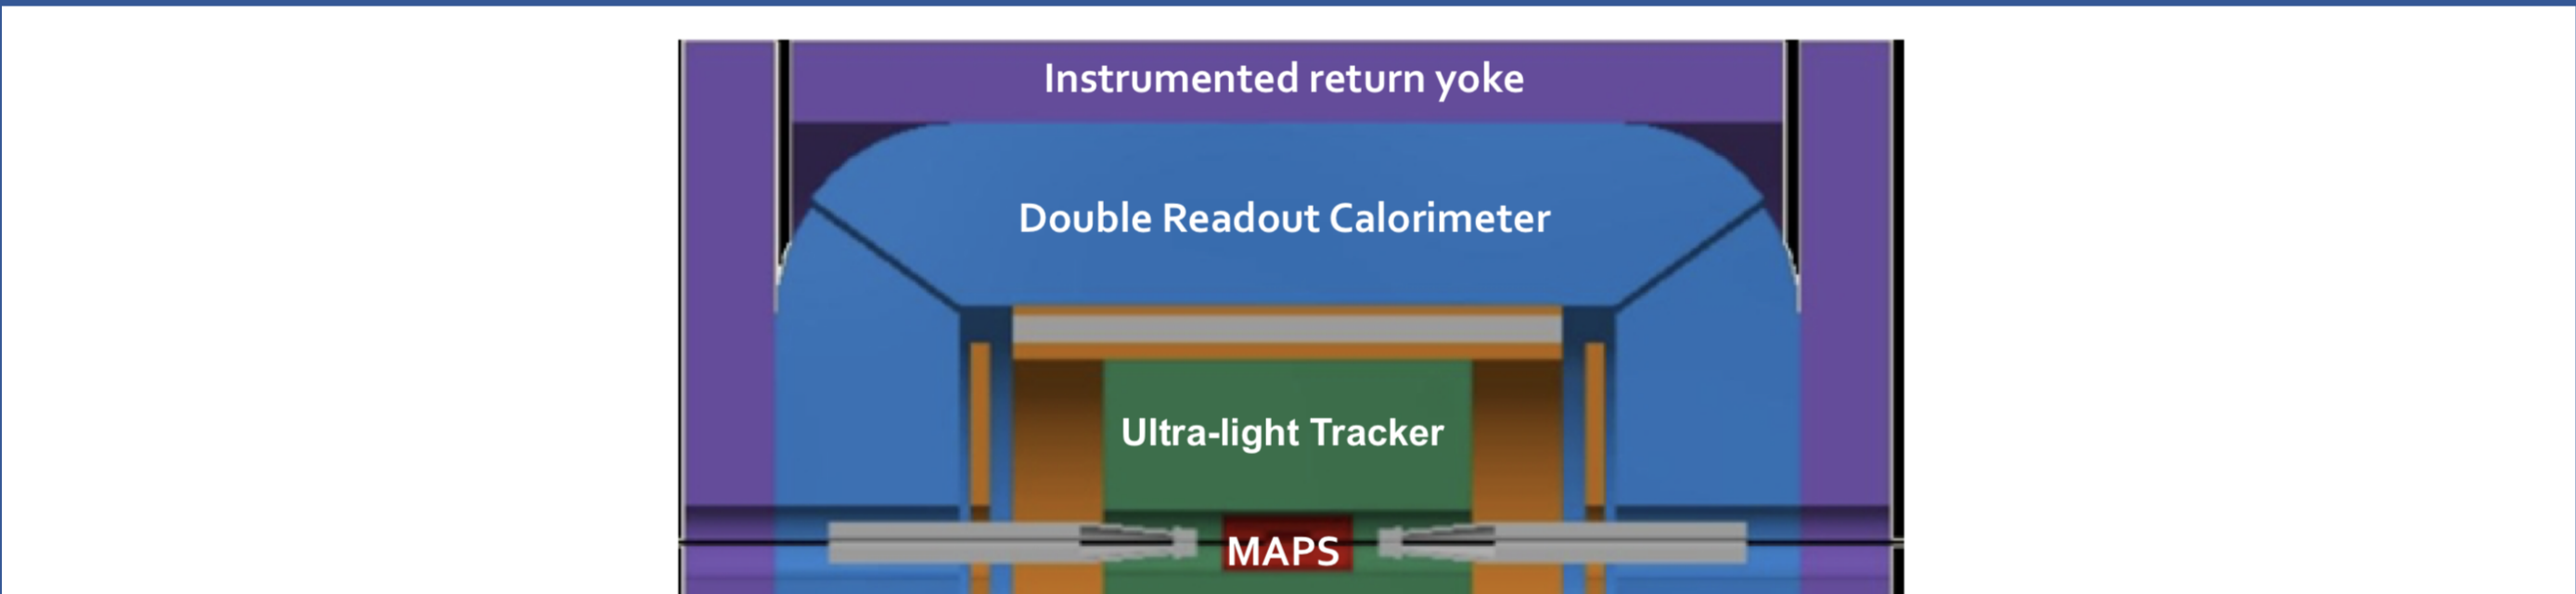 Instrumented return yoke
Double Readout Calorimeter
Ultra-light Tracker
MAPS